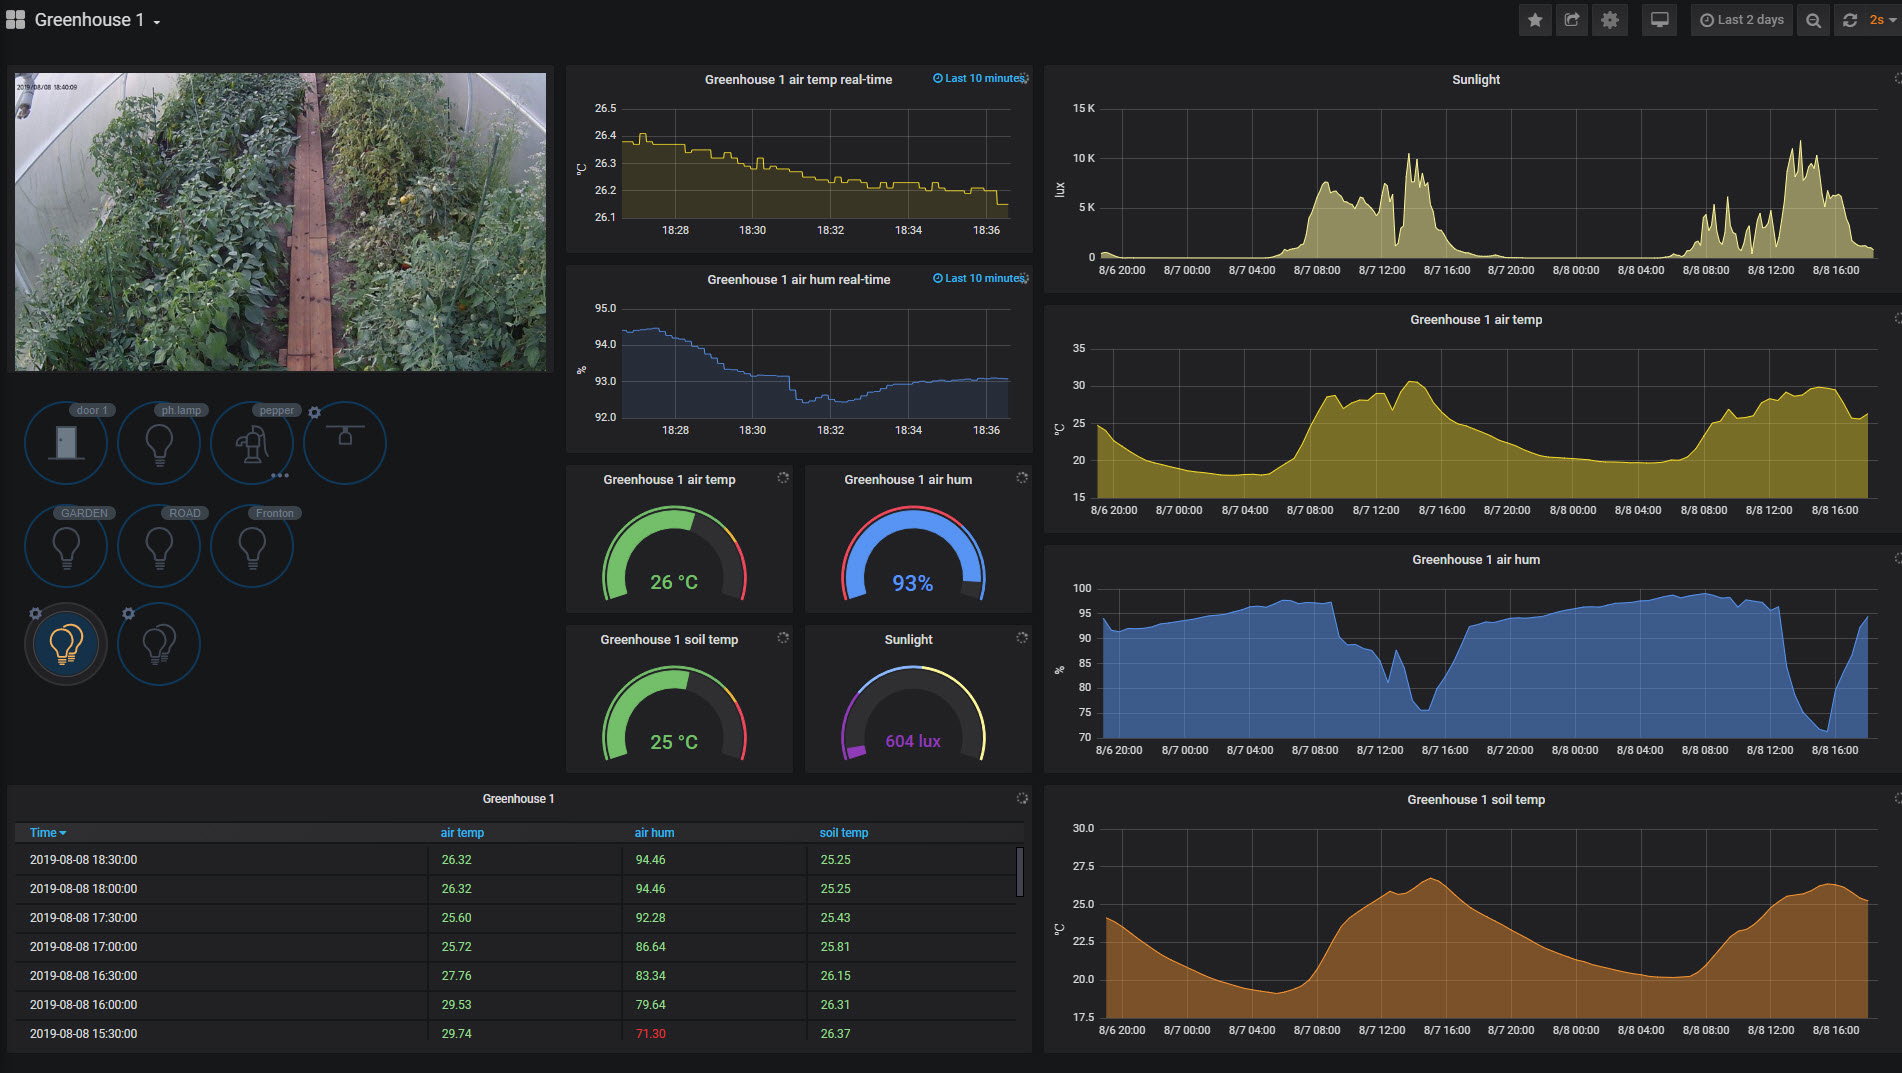 Greenhouse 1
Last 2 days
2s
2019/08/08 18:40:09
door 1
ph.lamp
pepper
GARDEN
ROAD
Fronton
Greenhouse 1 air temp real-time
Last 10 minutes
26.5
26.4
26.3
26.2
26.1
°C
18:28 18:30 18:32 18:34 18:36
Greenhouse 1 air hum real-time
Last 10 minutes
95.0
94.0
93.0
92.0
%
18:28 18:30 18:32 18:34 18:36
Greenhouse 1 air temp
26 °C
Greenhouse 1 air hum
93%
Greenhouse 1 soil temp
25 °C
Sunlight
604 lux
Greenhouse 1
Time air temp air hum soil temp
2019-08-08 18:30:00 26.32 94.46 25.25
2019-08-08 18:00:00 26.32 94.46 25.25
2019-08-08 17:30:00 25.60 92.28 25.43
2019-08-08 17:00:00 25.72 86.64 25.81
2019-08-08 16:30:00 27.76 83.34 26.15
2019-08-08 16:00:00 29.53 79.64 26.31
2019-08-08 15:30:00 29.74 71.30 26.37
Sunlight
15 K
10 K
5 K
0
lux
8/6 20:00 8/7 00:00 8/7 04:00 8/7 08:00 8/7 12:00 8/7 16:00 8/7 20:00 8/8 00:00 8/8 04:00 8/8 08:00 8/8 12:00 8/8 16:00
Greenhouse 1 air temp
35
30
25
20
15
°C
8/6 20:00 8/7 00:00 8/7 04:00 8/7 08:00 8/7 12:00 8/7 16:00 8/7 20:00 8/8 00:00 8/8 04:00 8/8 08:00 8/8 12:00 8/8 16:00
Greenhouse 1 air hum
100
95
90
85
80
75
70
%
8/6 20:00 8/7 00:00 8/7 04:00 8/7 08:00 8/7 12:00 8/7 16:00 8/7 20:00 8/8 00:00 8/8 04:00 8/8 08:00 8/8 12:00 8/8 16:00
Greenhouse 1 soil temp
30.0
27.5
25.0
22.5
20.0
17.5
°C
8/6 20:00 8/7 00:00 8/7 04:00 8/7 08:00 8/7 12:00 8/7 16:00 8/7 20:00 8/8 00:00 8/8 04:00 8/8 08:00 8/8 12:00 8/8 16:00